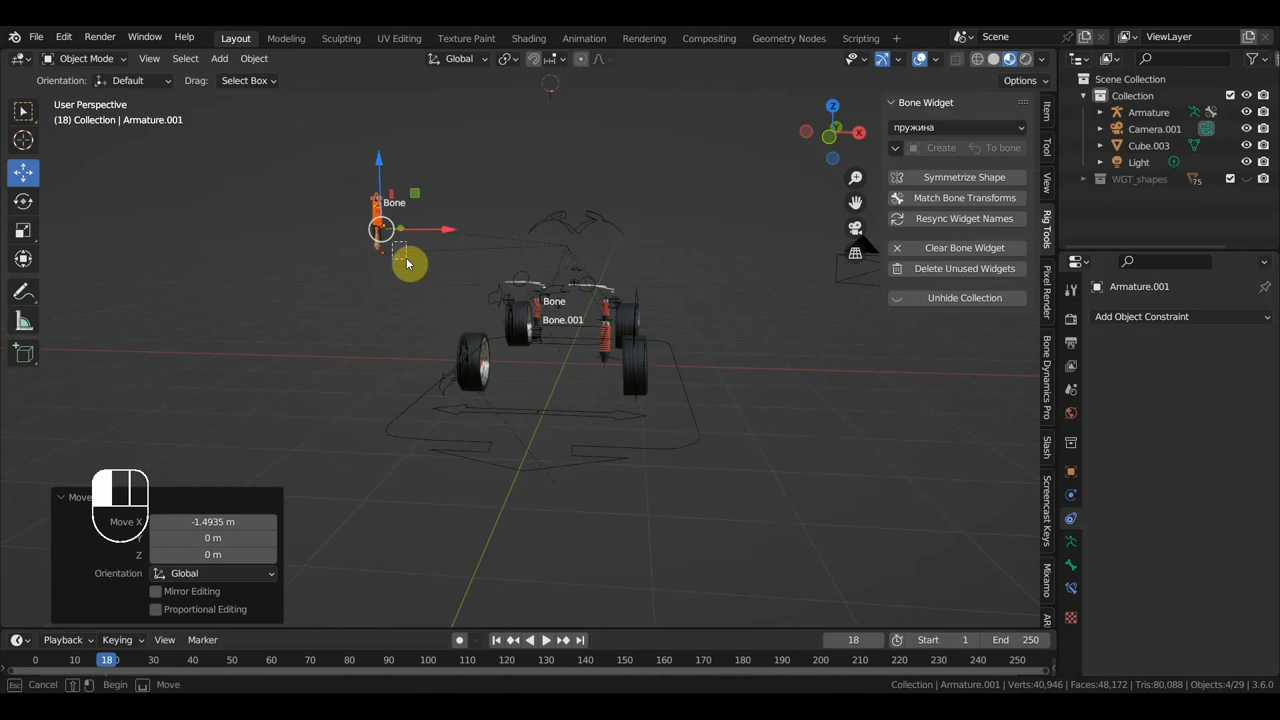 File Edit Render Window Help Layout Modeling Sculpting UV Editing Texture Paint Shading Animation Rendering Compositing Geometry Nodes Scripting + Scene ViewLayer
Object Mode View Select Add Object Global
Orientation: Default Drag: Select Box Options
User Perspective
(18) Collection | Armature.001
Bone
Bone
Bone.001
Z
X
Y
Bone Widget
пружина
Create To bone
Symmetrize Shape
Match Bone Transforms
Resync Widget Names
Clear Bone Widget
Delete Unused Widgets
Unhide Collection
Item
Tool
View
Rig Tools
Pixel Render
Bone Dynamics Pro
Slash
Screencast Keys
Mixamo
Scene Collection
Collection
Armature
Camera.001
Cube.003
Light
WGT_shapes 75
Armature.001
Add Object Constraint
Move
Move X -1.4935 m
Y 0 m
Z 0 m
Orientation Global
Mirror Editing
Proportional Editing
Playback Keying View Marker 18 Start 1 End 250
0 10 18 20 30 40 50 60 70 80 90 100 110 120 130 140 150 160 170 180 190 200 210 220 230 240 250
Esc Cancel Begin Move Collection | Armature.001 | Verts:40,946 | Faces:48,172 | Tris:80,088 | Objects:4/29 | 3.6.0